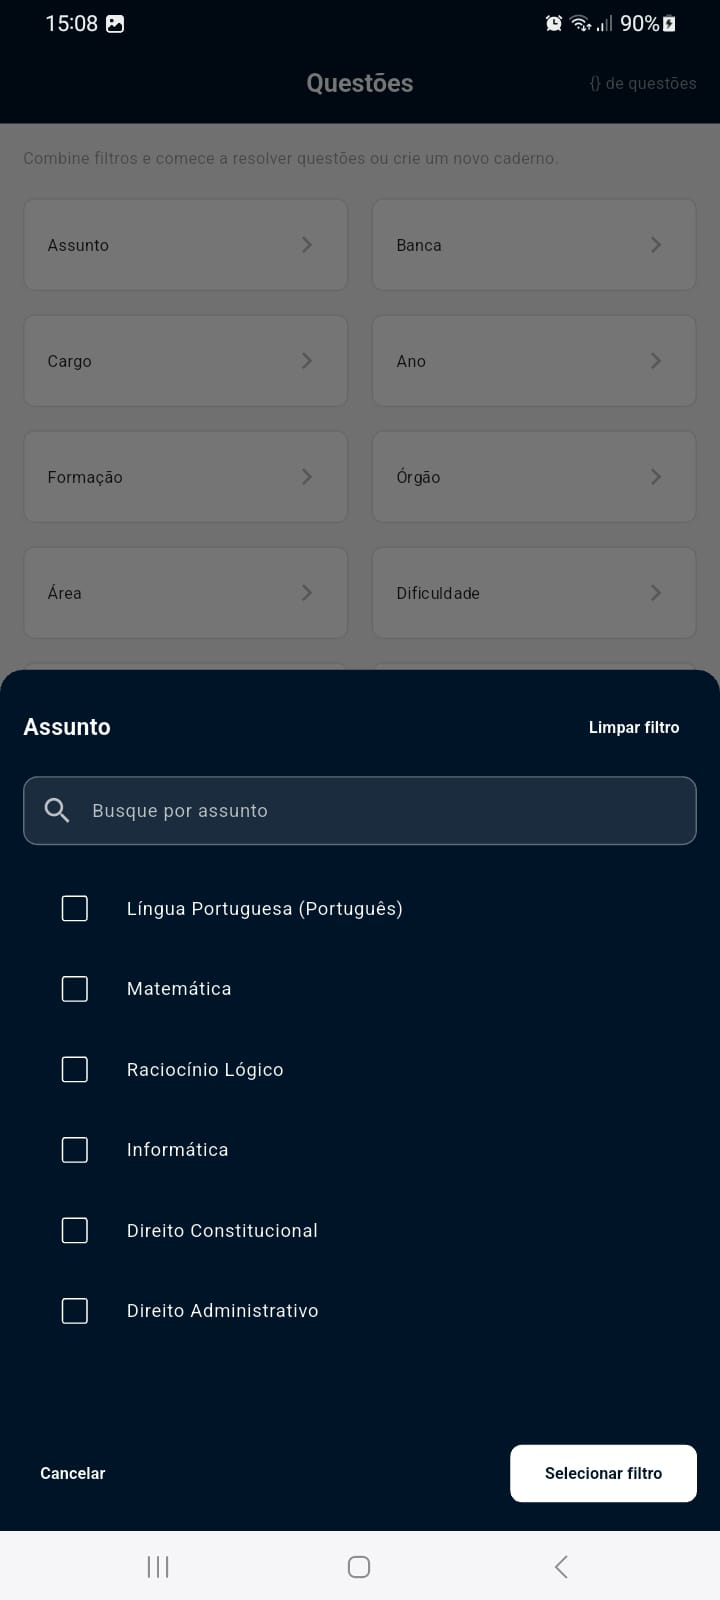 15:08
90%
Questões
{} de questões
Combine filtros e comece a resolver questões ou crie um novo caderno.
Assunto
Banca
Cargo
Ano
Formação
Órgão
Área
Dificuldade
Assunto
Limpar filtro
Busque por assunto
Língua Portuguesa (Português)
Matemática
Raciocínio Lógico
Informática
Direito Constitucional
Direito Administrativo
Cancelar
Selecionar filtro